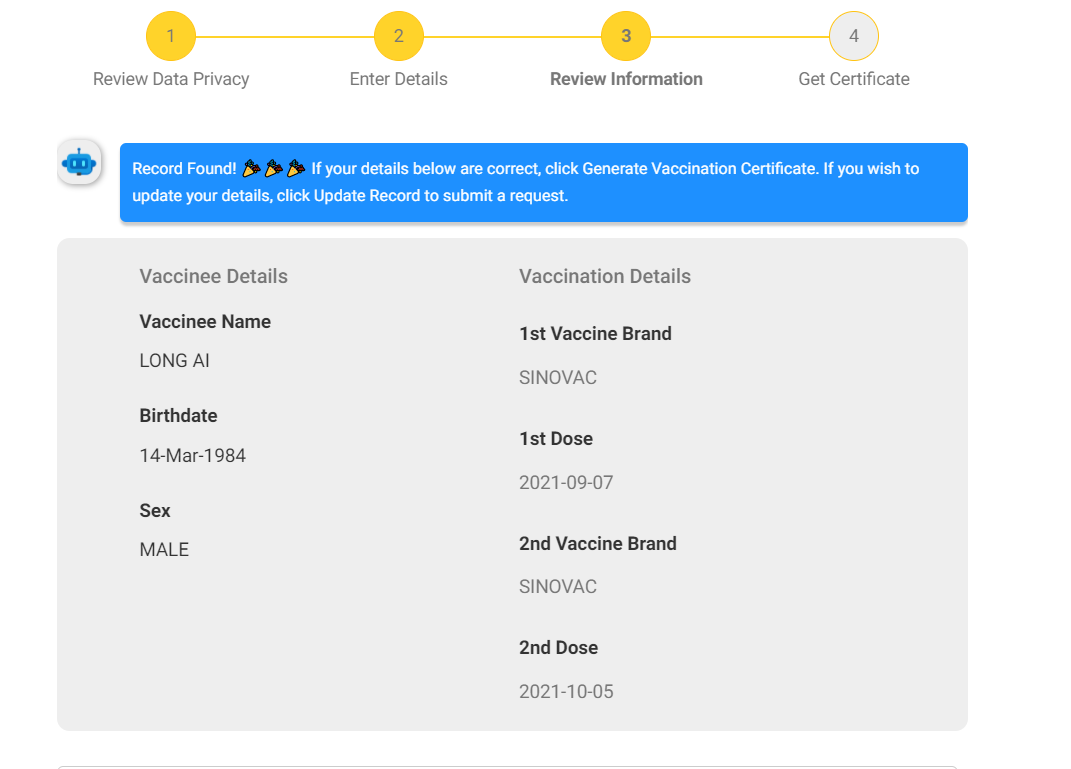 1
2
3
4
Review Data Privacy
Enter Details
Review Information
Get Certificate
Record Found! 🎉🎉🎉 If your details below are correct, click Generate Vaccination Certificate. If you wish to
update your details, click Update Record to submit a request.
Vaccinee Details
Vaccinee Name
LONG AI
Birthdate
14-Mar-1984
Sex
MALE
Vaccination Details
1st Vaccine Brand
SINOVAC
1st Dose
2021-09-07
2nd Vaccine Brand
SINOVAC
2nd Dose
2021-10-05